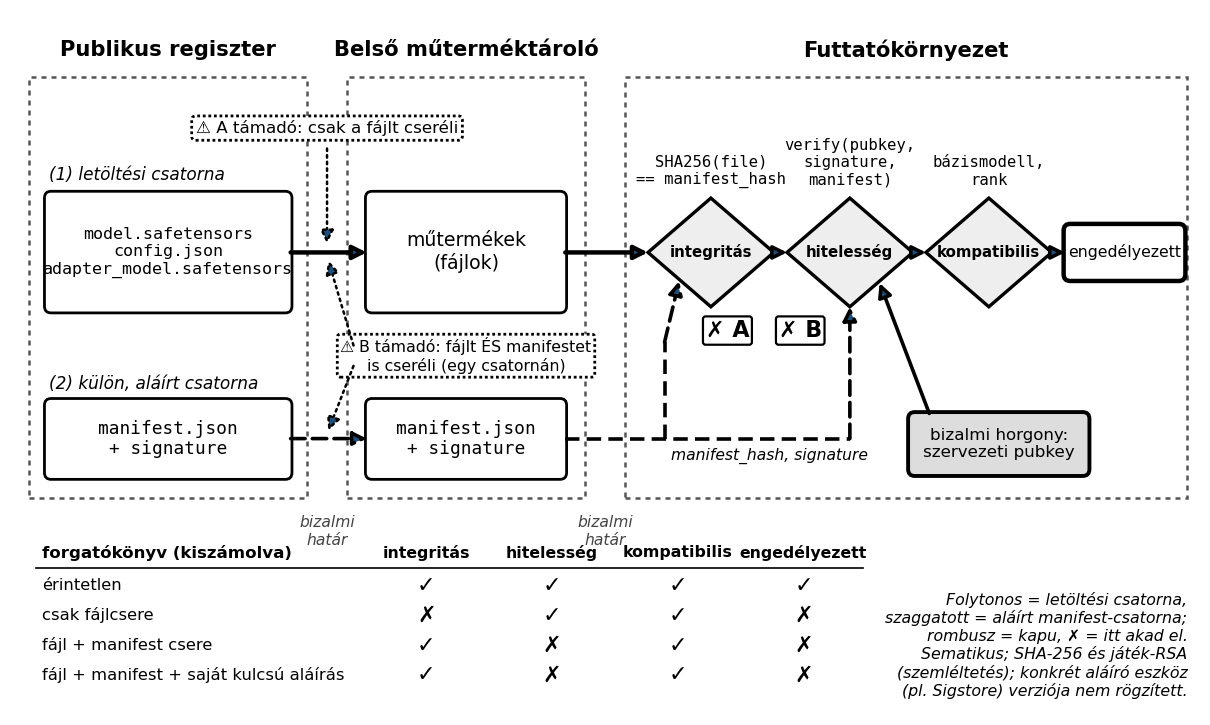 Publikus regiszter
Belső műterméktároló
Futtatókörnyezet
⚠ A támadó: csak a fájlt cseréli
(1) letöltési csatorna
model.safetensors
config.json
adapter_model.safetensors
műtermékek
(fájlok)
SHA256(file)
== manifest_hash
verify(pubkey,
signature,
manifest)
bázismodell,
rank
integritás
hitelesség
kompatibilis
engedélyezett
✗ A
✗ B
⚠ B támadó: fájlt ÉS manifestet
is cseréli (egy csatornán)
(2) külön, aláírt csatorna
manifest.json
+ signature
manifest.json
+ signature
manifest_hash, signature
bizalmi horgony:
szervezeti pubkey
bizalmi
határ
bizalmi
határ
forgatókönyv (kiszámolva) integritás hitelesség kompatibilis engedélyezett
érintetlen ✓ ✓ ✓ ✓
csak fájlcsere ✗ ✓ ✓ ✗
fájl + manifest csere ✓ ✗ ✓ ✗
fájl + manifest + saját kulcsú aláírás ✓ ✗ ✓ ✗
Folytonos = letöltési csatorna,
szaggatott = aláírt manifest-csatorna;
rombusz = kapu, ✗ = itt akad el.
Sematikus; SHA-256 és játék-RSA
(szemléltetés); konkrét aláíró eszköz
(pl. Sigstore) verziója nem rögzített.